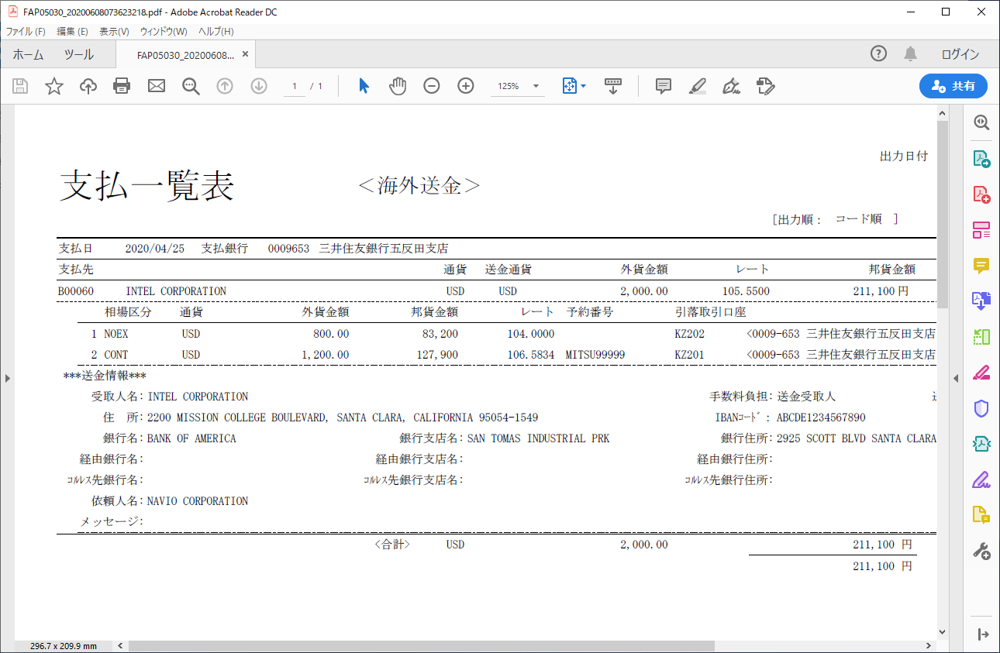 FAP05030_20200608073623218.pdf - Adobe Acrobat Reader DC
ファイル (F) 編集 (E) 表示(V) ウィンドウ(W) ヘルプ(H)
ホーム ツール FAP05030_20200608... × ログイン
1 / 1 125% 共有
出力日付
支払一覧表 <海外送金>
[出力順: コード順 ]
支払日 2020/04/25 支払銀行 0009653 三井住友銀行五反田支店
支払先 通貨 送金通貨 外貨金額 レート 邦貨金額
B00060 INTEL CORPORATION USD USD 2,000.00 105.5500 211,100 円
相場区分 通貨 外貨金額 邦貨金額 レート 予約番号 引落取引口座
1 NOEX USD 800.00 83,200 104.0000 KZ202 <0009-653 三井住友銀行五反田支店
2 CONT USD 1,200.00 127,900 106.5834 MITSU99999 KZ201 <0009-653 三井住友銀行五反田支店
***送金情報***
受取人名: INTEL CORPORATION 手数料負担: 送金受取人
住 所: 2200 MISSION COLLEGE BOULEVARD, SANTA CLARA, CALIFORNIA 95054-1549 IBANｺｰﾄﾞ: ABCDE1234567890
銀行名: BANK OF AMERICA 銀行支店名: SAN TOMAS INDUSTRIAL PRK 銀行住所: 2925 SCOTT BLVD SANTA CLARA
経由銀行名: 経由銀行支店名: 経由銀行住所:
ｺﾙﾚｽ先銀行名: ｺﾙﾚｽ先銀行支店名: ｺﾙﾚｽ先銀行住所:
依頼人名: NAVIO CORPORATION
メッセージ:
<合計> USD 2,000.00 211,100 円
211,100 円
296.7 x 209.9 mm